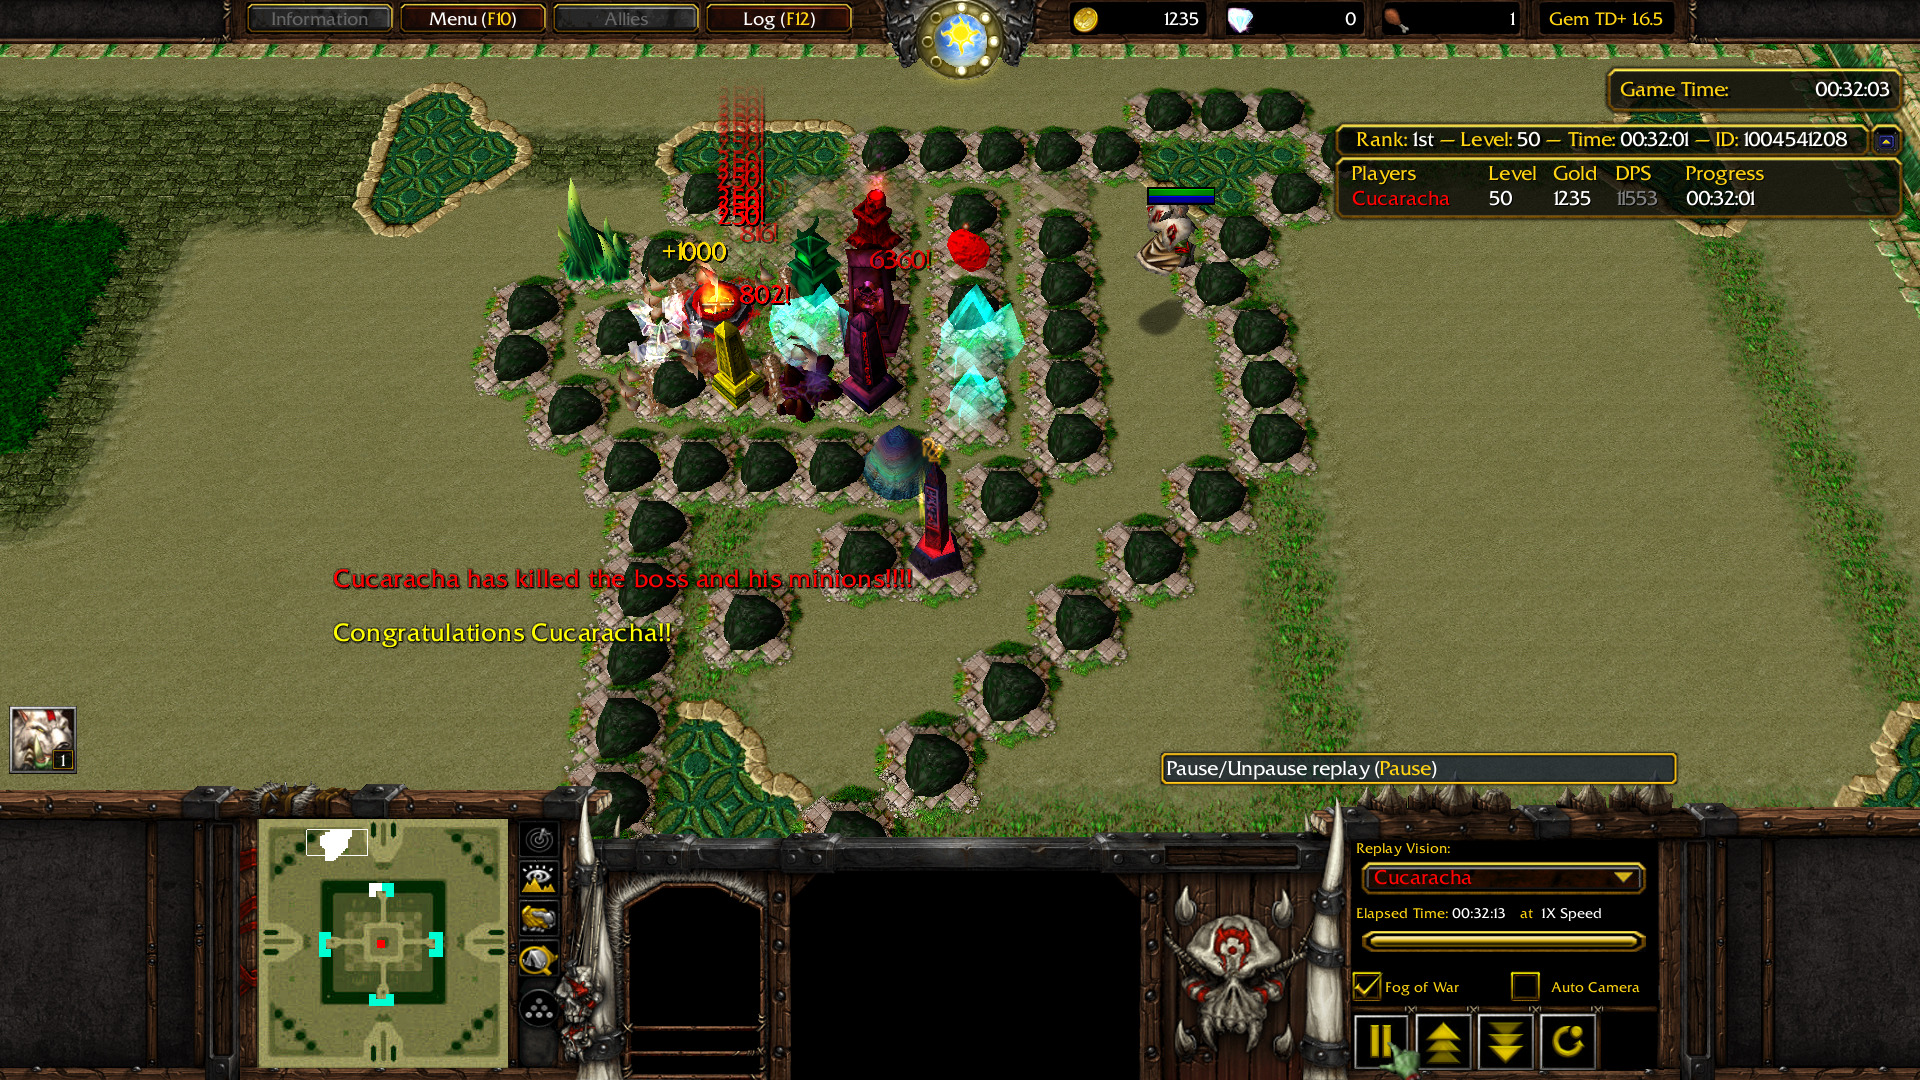 Information
Menu (F10)
Allies
Log (F12)
1235
0
1
Gem TD+ 16.5
Game Time: 00:32:03
Rank: 1st – Level: 50 – Time: 00:32:01 – ID: 1004541208
Players Level Gold DPS Progress
Cucaracha 50 1235 11553 00:32:01
250!
816!
+1000
6360!
802!
Cucaracha has killed the boss and his minions!!!!
Congratulations Cucaracha!!
1
Pause/Unpause replay (Pause)
Replay Vision:
Cucaracha
Elapsed Time: 00:32:13 at 1X Speed
Fog of War
Auto Camera